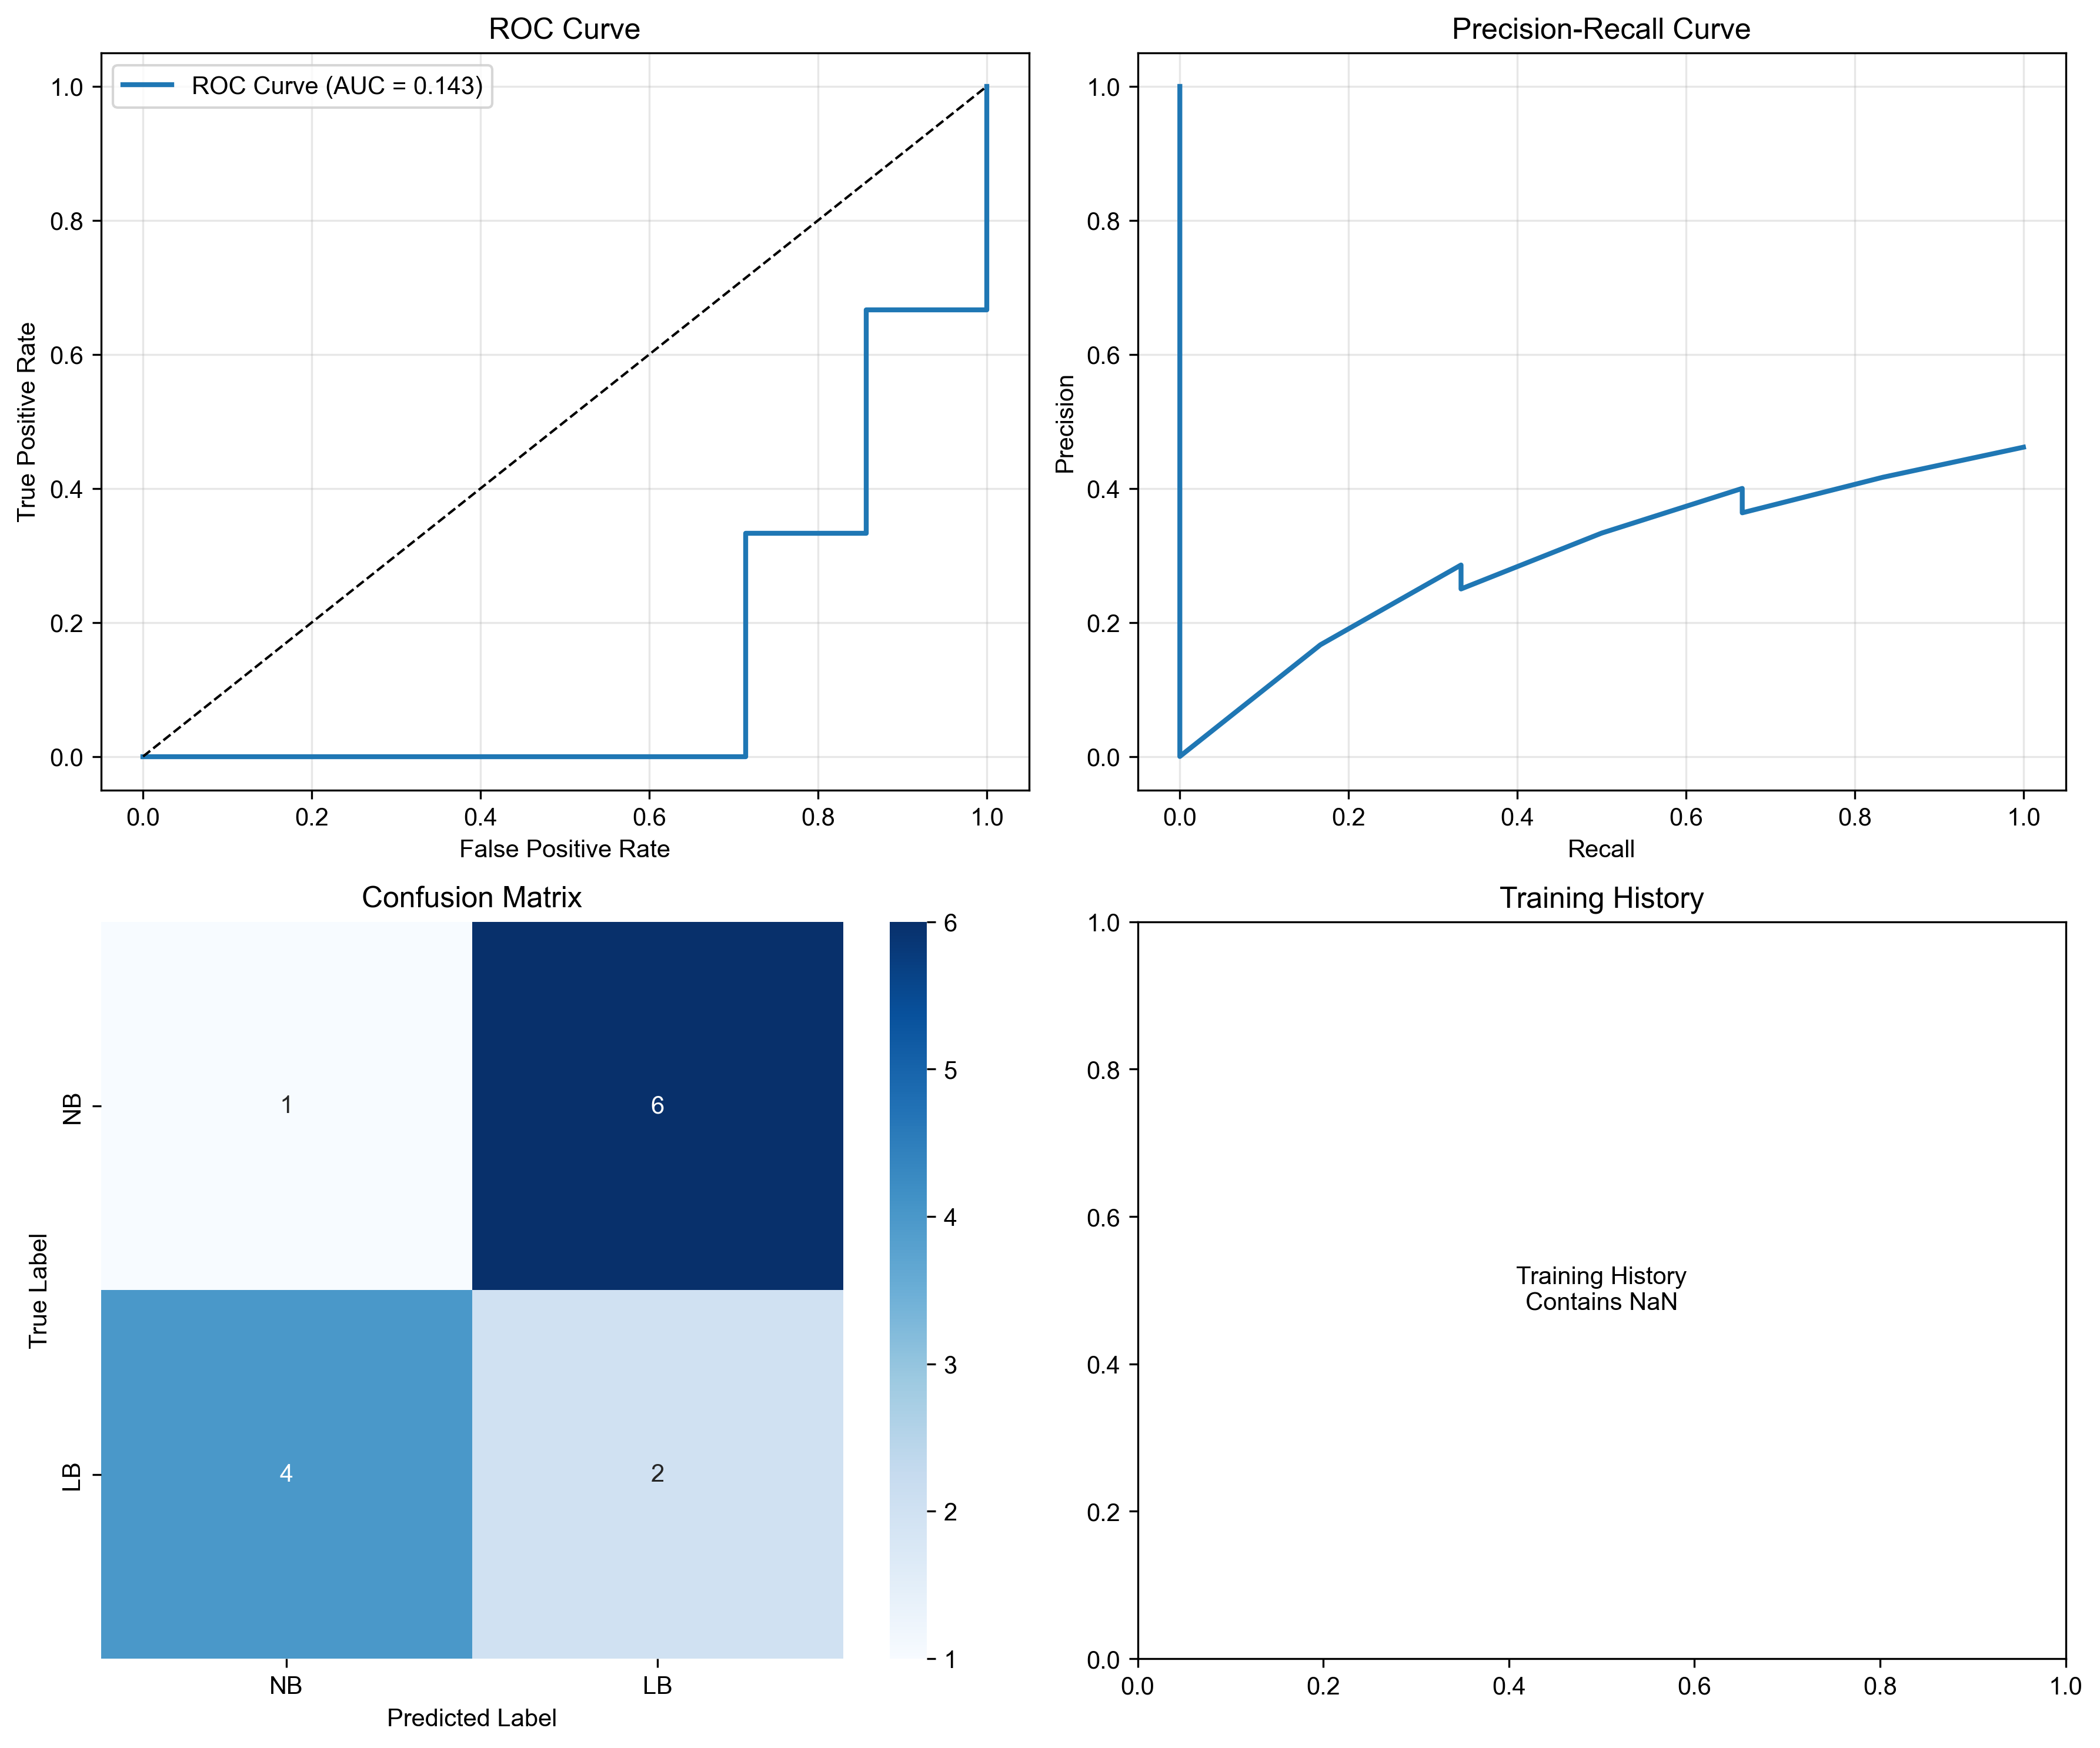 ROC Curve
ROC Curve (AUC = 0.143)
True Positive Rate
1.0
0.8
0.6
0.4
0.2
0.0
0.0 0.2 0.4 0.6 0.8 1.0
False Positive Rate
Precision-Recall Curve
Precision
1.0
0.8
0.6
0.4
0.2
0.0
0.0 0.2 0.4 0.6 0.8 1.0
Recall
Confusion Matrix
True Label
NB
LB
1 6
4 2
NB LB
Predicted Label
6
5
4
3
2
1
Training History
1.0
0.8
0.6
0.4
0.2
0.0
Training History
Contains NaN
0.0 0.2 0.4 0.6 0.8 1.0